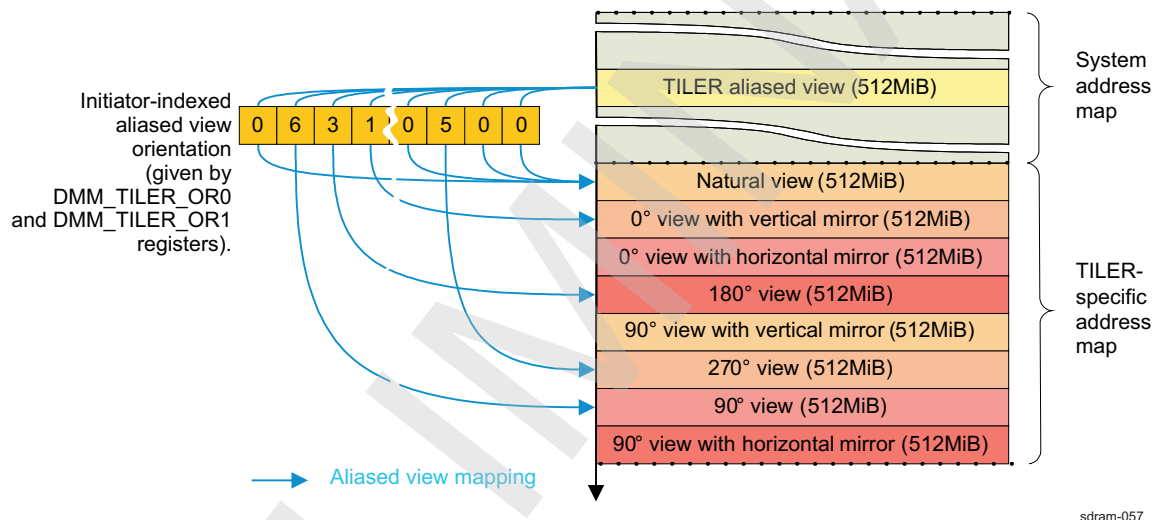 TILER aliased view (512MiB)
System
address
map
Initiator-indexed
aliased view
orientation
(given by
DMM_TILER_OR0
and DMM_TILER_OR1
registers).
0 6 3 1 0 5 0 0
Natural view (512MiB)
0° view with vertical mirror (512MiB)
0° view with horizontal mirror (512MiB)
180° view (512MiB)
90° view with vertical mirror (512MiB)
270° view (512MiB)
90° view (512MiB)
90° view with horizontal mirror (512MiB)
TILER-
specific
address
map
Aliased view mapping
sdram-057